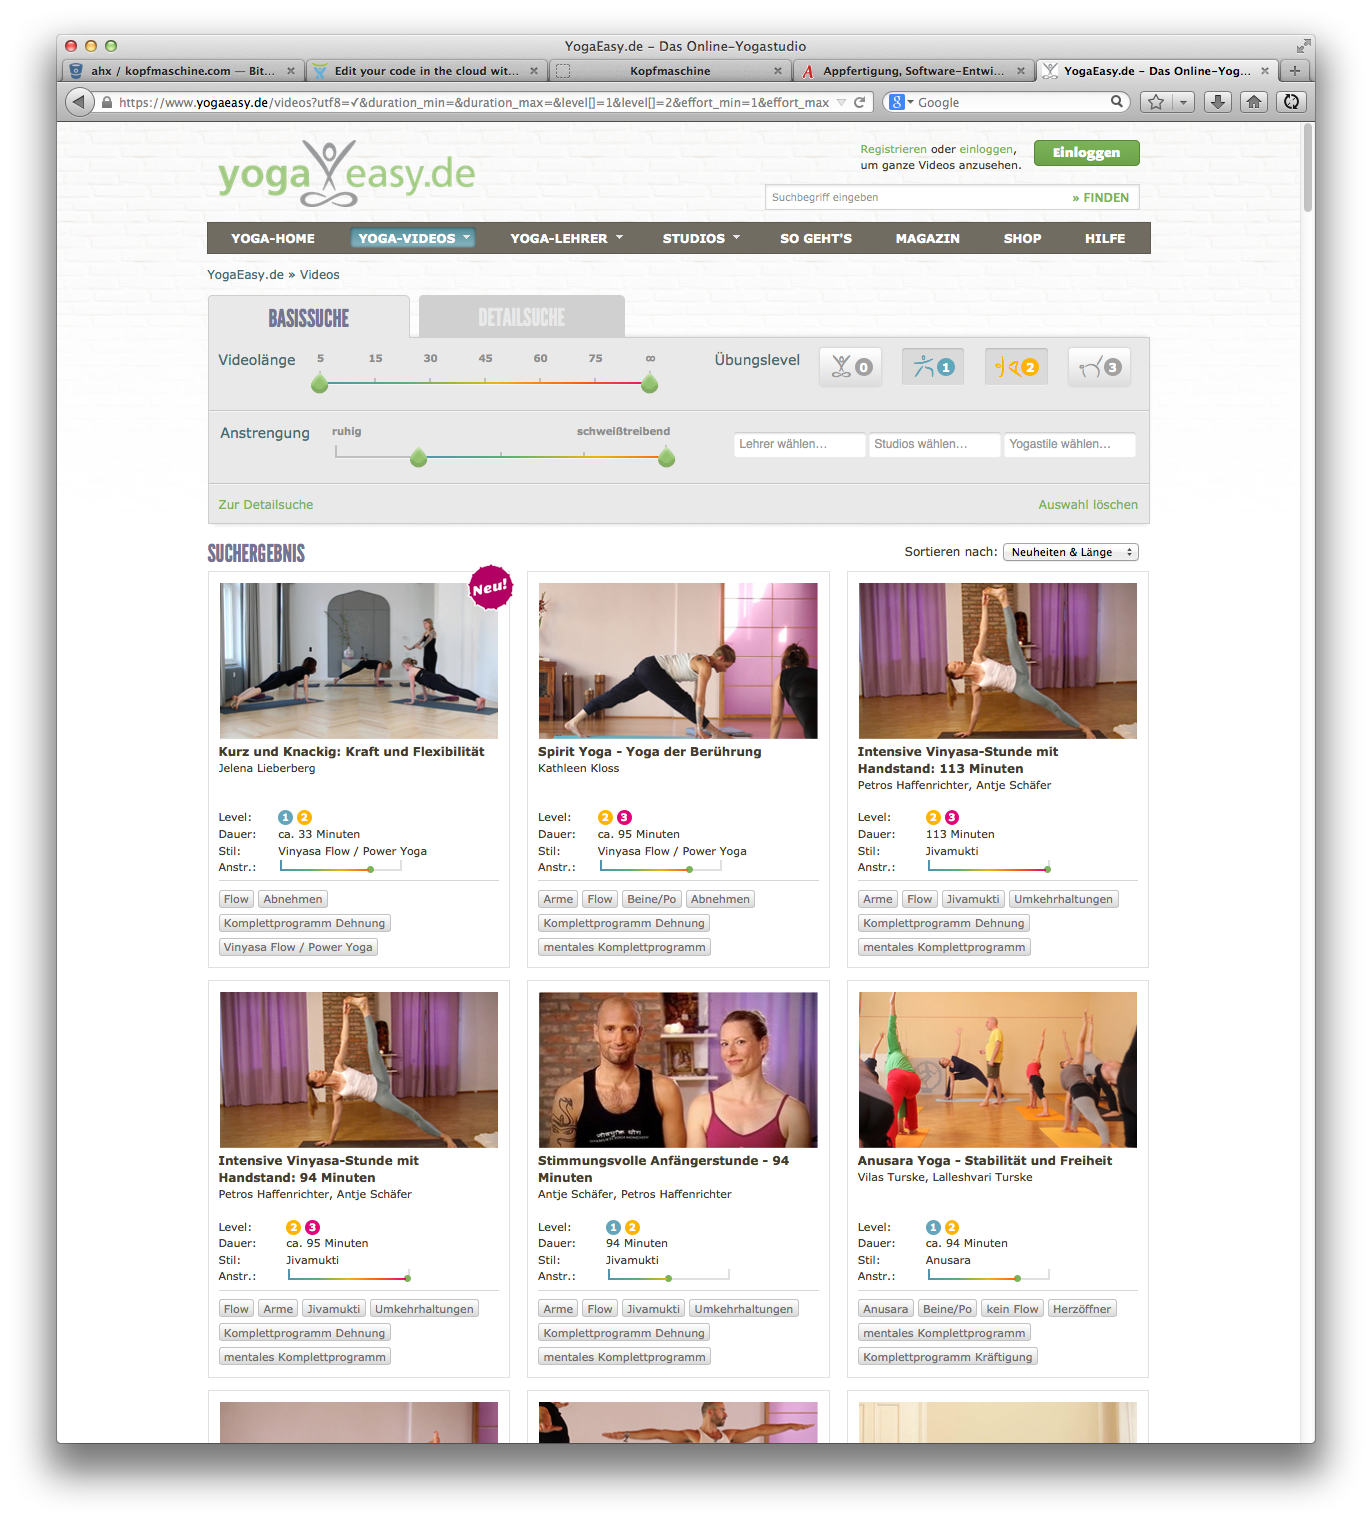 YogaEasy.de – Das Online-Yogastudio
ahx / kopfmaschine.com — Bit...
Edit your code in the cloud wit...
Kopfmaschine
Appfertigung, Software-Entwi...
YogaEasy.de – Das Online-Yog...
https://www.yogaeasy.de/videos?utf8=✓&duration_min=&duration_max=&level[]=1&level[]=2&effort_min=1&effort_max
Google
yoga easy.de
Registrieren oder einloggen,
um ganze Videos anzusehen.
Einloggen
Suchbegriff eingeben
» FINDEN
YOGA-HOME YOGA-VIDEOS YOGA-LEHRER STUDIOS SO GEHT'S MAGAZIN SHOP HILFE
YogaEasy.de » Videos
BASISSUCHE DETAILSUCHE
Videolänge 5 15 30 45 60 75 ∞ Übungslevel 0 1 2 3
Anstrengung ruhig schweißtreibend
Lehrer wählen... Studios wählen... Yogastile wählen...
Zur Detailsuche Auswahl löschen
SUCHERGEBNIS
Sortieren nach: Neuheiten & Länge
Neu!
Kurz und Knackig: Kraft und Flexibilität
Jelena Lieberberg
Level: 1 2
Dauer: ca. 33 Minuten
Stil: Vinyasa Flow / Power Yoga
Anstr.:
Flow Abnehmen
Komplettprogramm Dehnung
Vinyasa Flow / Power Yoga
Spirit Yoga - Yoga der Berührung
Kathleen Kloss
Level: 2 3
Dauer: ca. 95 Minuten
Stil: Vinyasa Flow / Power Yoga
Anstr.:
Arme Flow Beine/Po Abnehmen
Komplettprogramm Dehnung
mentales Komplettprogramm
Intensive Vinyasa-Stunde mit
Handstand: 113 Minuten
Petros Haffenrichter, Antje Schäfer
Level: 2 3
Dauer: 113 Minuten
Stil: Jivamukti
Anstr.:
Arme Flow Jivamukti Umkehrhaltungen
Komplettprogramm Dehnung
mentales Komplettprogramm
Intensive Vinyasa-Stunde mit
Handstand: 94 Minuten
Petros Haffenrichter, Antje Schäfer
Level: 2 3
Dauer: ca. 95 Minuten
Stil: Jivamukti
Anstr.:
Flow Arme Jivamukti Umkehrhaltungen
Komplettprogramm Dehnung
mentales Komplettprogramm
Stimmungsvolle Anfängerstunde - 94
Minuten
Antje Schäfer, Petros Haffenrichter
Level: 1 2
Dauer: 94 Minuten
Stil: Jivamukti
Anstr.:
Arme Flow Jivamukti Umkehrhaltungen
Komplettprogramm Dehnung
mentales Komplettprogramm
Anusara Yoga - Stabilität und Freiheit
Vilas Turske, Lalleshvari Turske
Level: 1 2
Dauer: ca. 94 Minuten
Stil: Anusara
Anstr.:
Anusara Beine/Po kein Flow Herzöffner
mentales Komplettprogramm
Komplettprogramm Kräftigung